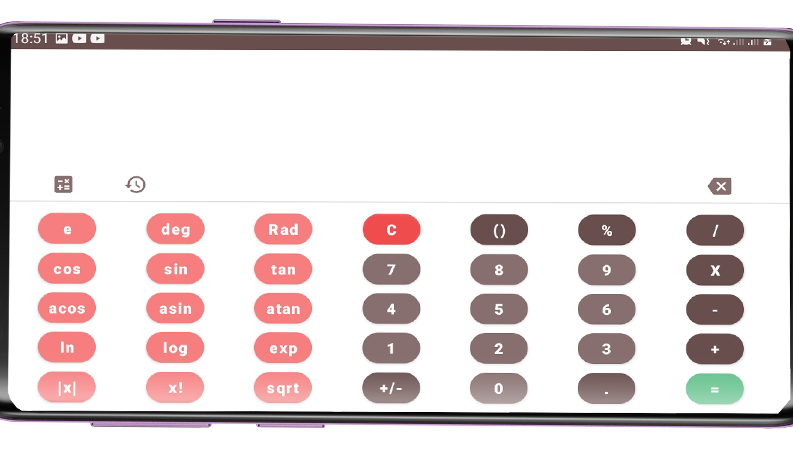 18:51
e deg Rad C () % /
cos sin tan 7 8 9 X
acos asin atan 4 5 6 -
ln log exp 1 2 3 +
|x| x! sqrt +/- 0 . =